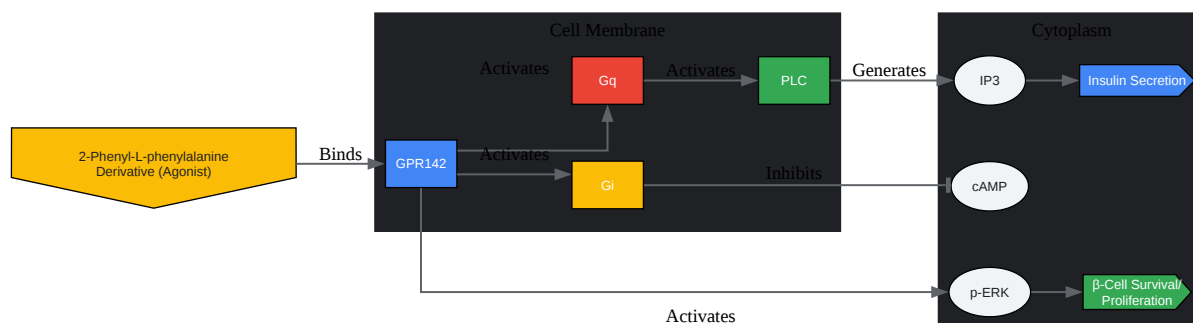 Cell Membrane
Cytoplasm
Activates
Gq
Activates
PLC
Generates
IP3
Insulin Secretion
2-Phenyl-L-phenylalanine
Derivative (Agonist)
Binds
GPR142
Activates
Gi
Inhibits
cAMP
p-ERK
β-Cell Survival/
Proliferation
Activates